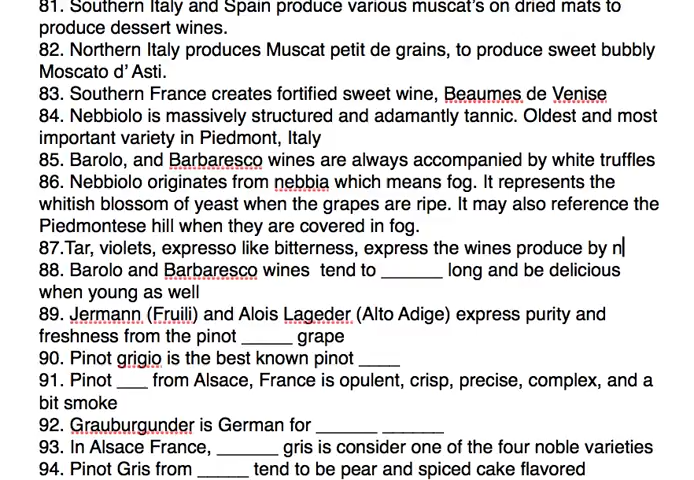 81. Southern Italy and Spain produce various muscat's on dried mats to
produce dessert wines.
82. Northern Italy produces Muscat petit de grains, to produce sweet bubbly
Moscato d' Asti.
83. Southern France creates fortified sweet wine, Beaumes de Venise
84. Nebbiolo is massively structured and adamantly tannic. Oldest and most
important variety in Piedmont, Italy
85. Barolo, and Barbaresco wines are always accompanied by white truffles
86. Nebbiolo originates from nebbia which means fog. It represents the
whitish blossom of yeast when the grapes are ripe. It may also reference the
Piedmontese hill when they are covered in fog.
87.Tar, violets, expresso like bitterness, express the wines produce by n
88. Barolo and Barbaresco wines  tend to ______ long and be delicious
when young as well
89. Jermann (Fruili) and Alois Lageder (Alto Adige) express purity and
freshness from the pinot _____ grape
90. Pinot grigio is the best known pinot ____
91. Pinot ___ from Alsace, France is opulent, crisp, precise, complex, and a
bit smoke
92. Grauburgunder is German for ______ ______
93. In Alsace France, ______ gris is consider one of the four noble varieties
94. Pinot Gris from _____ tend to be pear and spiced cake flavored